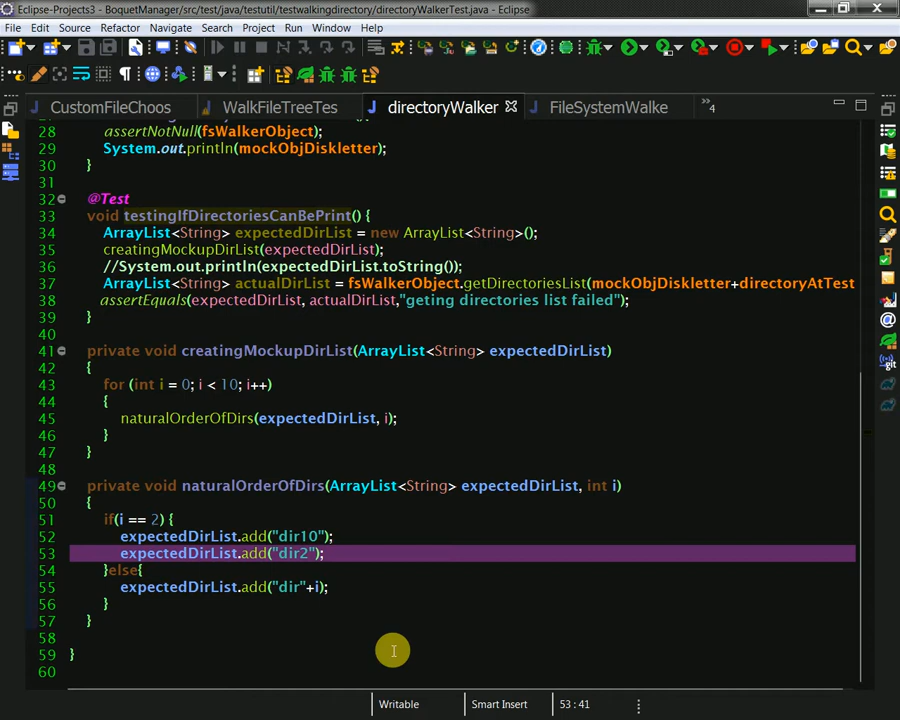 Eclipse-Projects3 - BoquetManager/src/test/java/testutil/testwalkingdirectory/directoryWalkerTest.java - Eclipse
File Edit Source Refactor Navigate Search Project Run Window Help
CustomFileChoos WalkFileTreeTes directoryWalker FileSystemWalke »4
28 assertNotNull(fsWalkerObject);
29 System.out.println(mockObjDiskletter);
30 }
31
32 @Test
33 void testingIfDirectoriesCanBePrint() {
34 ArrayList<String> expectedDirList = new ArrayList<String>();
35 creatingMockupDirList(expectedDirList);
36 //System.out.println(expectedDirList.toString());
37 ArrayList<String> actualDirList = fsWalkerObject.getDirectoriesList(mockObjDiskletter+directoryAtTest
38 assertEquals(expectedDirList, actualDirList,"geting directories list failed");
39 }
40
41 private void creatingMockupDirList(ArrayList<String> expectedDirList)
42 {
43 for (int i = 0; i < 10; i++)
44 {
45 naturalOrderOfDirs(expectedDirList, i);
46 }
47 }
48
49 private void naturalOrderOfDirs(ArrayList<String> expectedDirList, int i)
50 {
51 if(i == 2) {
52 expectedDirList.add("dir10");
53 expectedDirList.add("dir2");
54 }else{
55 expectedDirList.add("dir"+i);
56 }
57 }
58
59 }
60
Writable Smart Insert 53 : 41